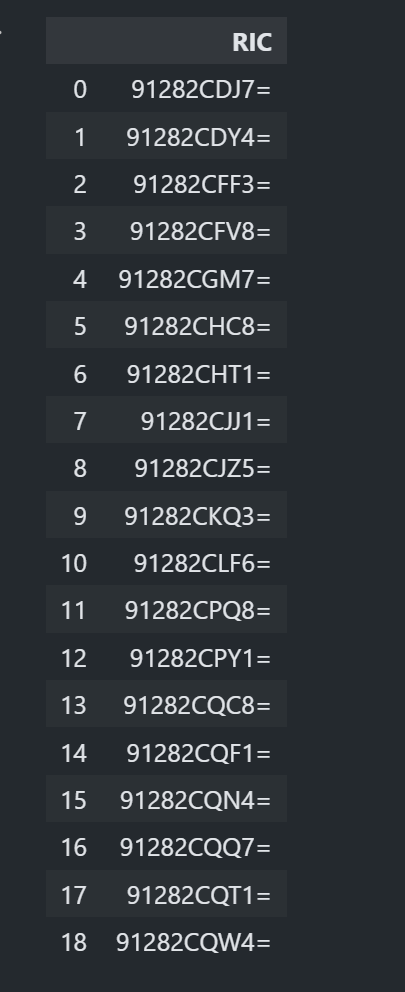 RIC
0 91282CDJ7=
1 91282CDY4=
2 91282CFF3=
3 91282CFV8=
4 91282CGM7=
5 91282CHC8=
6 91282CHT1=
7 91282CJJ1=
8 91282CJZ5=
9 91282CKQ3=
10 91282CLF6=
11 91282CPQ8=
12 91282CPY1=
13 91282CQC8=
14 91282CQF1=
15 91282CQN4=
16 91282CQQ7=
17 91282CQT1=
18 91282CQW4=